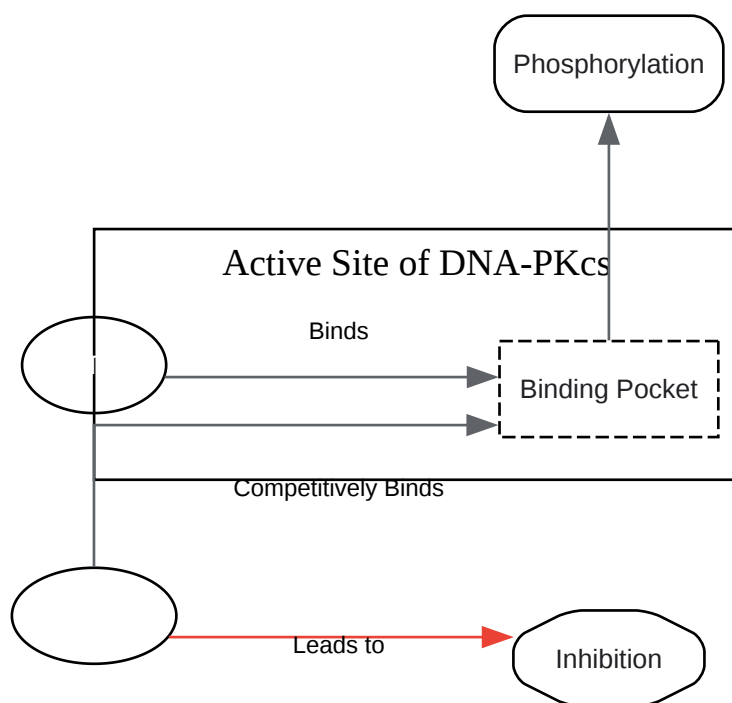 Phosphorylation
Active Site of DNA-PKcs
Binds
Binding Pocket
Competitively Binds
Leads to
Inhibition